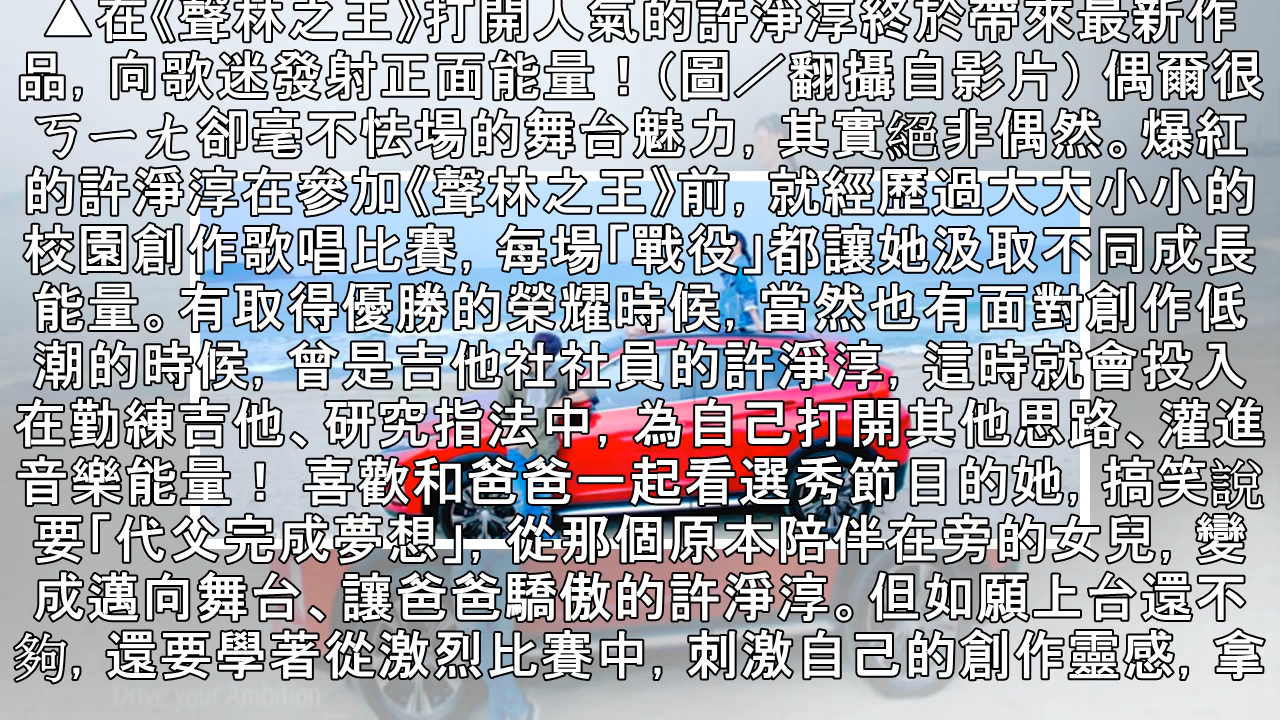 ▲在《聲林之王》打開人氣的許淨淳終於帶來最新作
品, 向歌迷發射正面能量！(圖／翻攝自影片) 偶爾很
ㄎㄧㄤ卻毫不怯場的舞台魅力, 其實絕非偶然。爆紅
的許淨淳在參加《聲林之王》前, 就經歷過大大小小的
校園創作歌唱比賽, 每場「戰役」都讓她汲取不同成長
能量。有取得優勝的榮耀時候, 當然也有面對創作低
潮的時候, 曾是吉他社社員的許淨淳, 這時就會投入
在勤練吉他、研究指法中, 為自己打開其他思路、灌進
音樂能量！ 喜歡和爸爸一起看選秀節目的她, 搞笑說
要「代父完成夢想」, 從那個原本陪伴在旁的女兒, 變
成邁向舞台、讓爸爸驕傲的許淨淳。但如願上台還不
夠, 還要學著從激烈比賽中, 刺激自己的創作靈感, 拿
Drive your Ambition